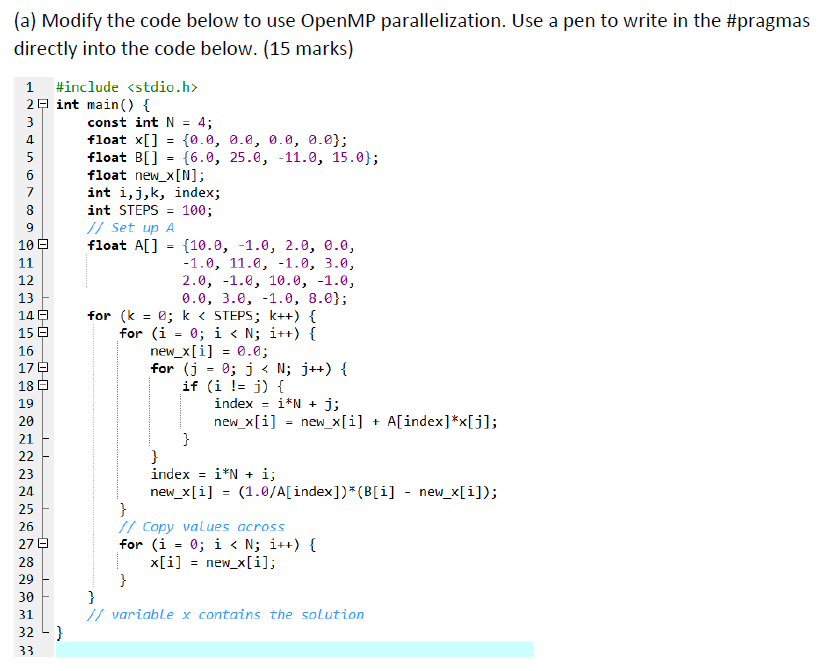 (a) Modify the code below to use OpenMP parallelization. Use a pen to write in the #pragmas
directly into the code below. (15 marks)
1 #include <stdio.h>
2 int main() {
3 const int N = 4;
4 float x[] = {0.0, 0.0, 0.0, 0.0};
5 float B[] = {6.0, 25.0, -11.0, 15.0};
6 float new_x[N];
7 int i,j,k, index;
8 int STEPS = 100;
9 // Set up A
10 float A[] = {10.0, -1.0, 2.0, 0.0,
11 -1.0, 11.0, -1.0, 3.0,
12 2.0, -1.0, 10.0, -1.0,
13 0.0, 3.0, -1.0, 8.0};
14 for (k = 0; k < STEPS; k++) {
15 for (i = 0; i < N; i++) {
16 new_x[i] = 0.0;
17 for (j = 0; j < N; j++) {
18 if (i != j) {
19 index = i*N + j;
20 new_x[i] = new_x[i] + A[index]*x[j];
21 }
22 }
23 index = i*N + i;
24 new_x[i] = (1.0/A[index])*(B[i] - new_x[i]);
25 }
26 // Copy values across
27 for (i = 0; i < N; i++) {
28 x[i] = new_x[i];
29 }
30 }
31 // variable x contains the solution
32 }
33